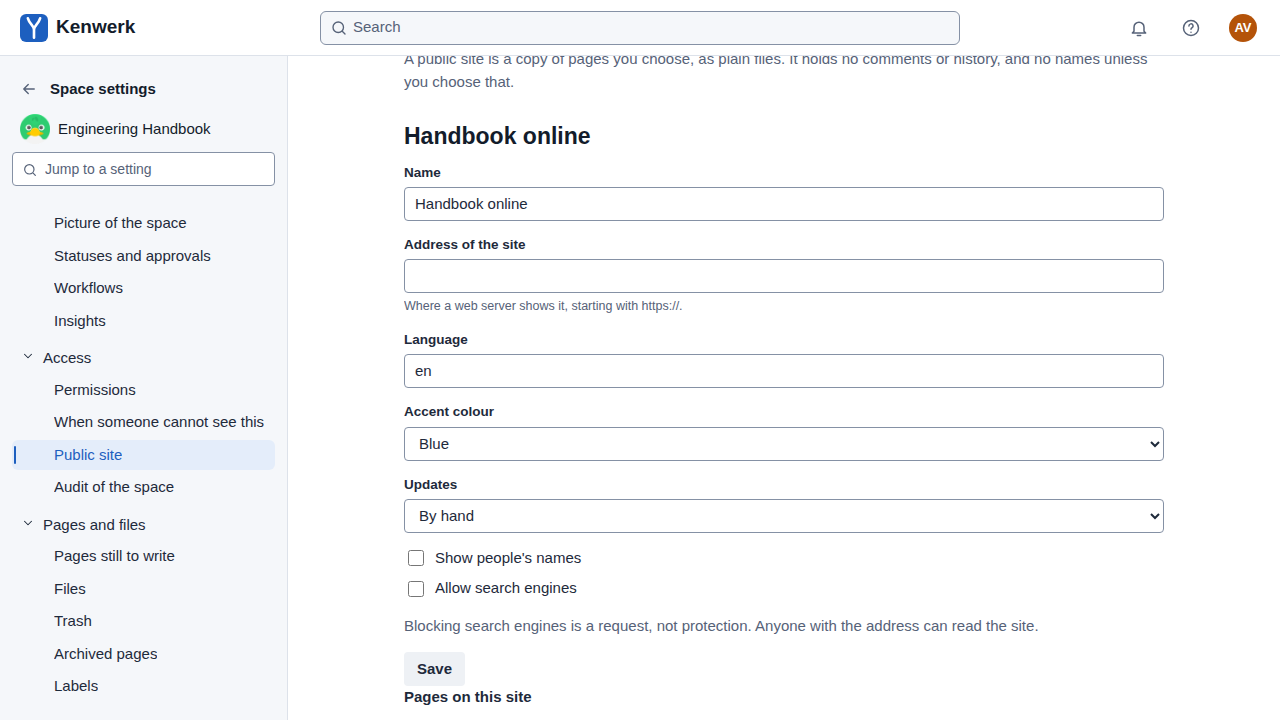 Kenwerk
Search
AV
Space settings
Engineering Handbook
Jump to a setting
Picture of the space
Statuses and approvals
Workflows
Insights
Access
Permissions
When someone cannot see this
Public site
Audit of the space
Pages and files
Pages still to write
Files
Trash
Archived pages
Labels
A public site is a copy of pages you choose, as plain files. It holds no comments or history, and no names unless
you choose that.
Handbook online
Name
Handbook online
Address of the site
Where a web server shows it, starting with https://.
Language
en
Accent colour
Blue
Updates
By hand
Show people's names
Allow search engines
Blocking search engines is a request, not protection. Anyone with the address can read the site.
Save
Pages on this site